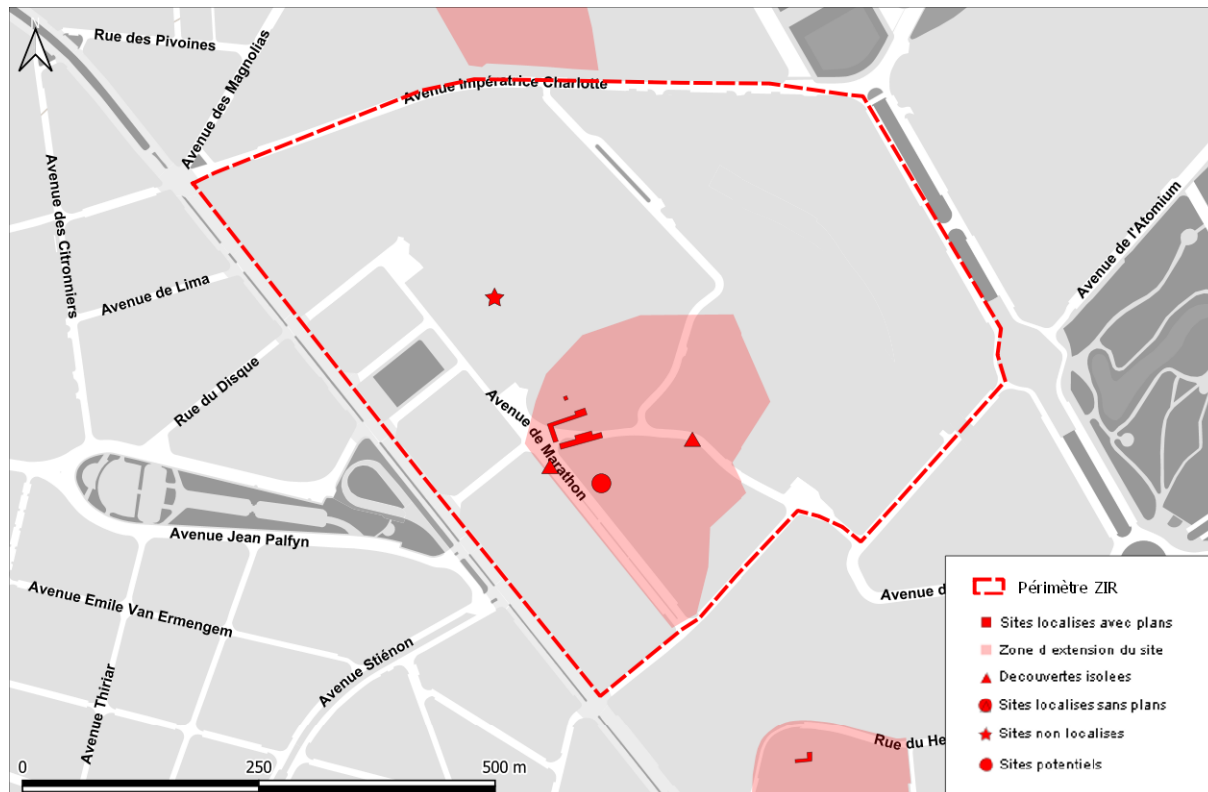 N
Rue des Pivoines
Avenue des Magnolias
Avenue Impératrice Charlotte
Avenue des Citronniers
Avenue de l'Atomium
Avenue de Lima
Rue du Disque
Avenue de Marathon
Avenue Jean Palfyn
Avenue Emile Van Ermengem
Avenue Stiénon
Avenue Thiriar
Avenue d
Rue du He
Périmètre ZIR
Sites localises avec plans
Zone d extension du site
Decouvertes isolees
Sites localises sans plans
Sites non localises
Sites potentiels
0 250 500 m